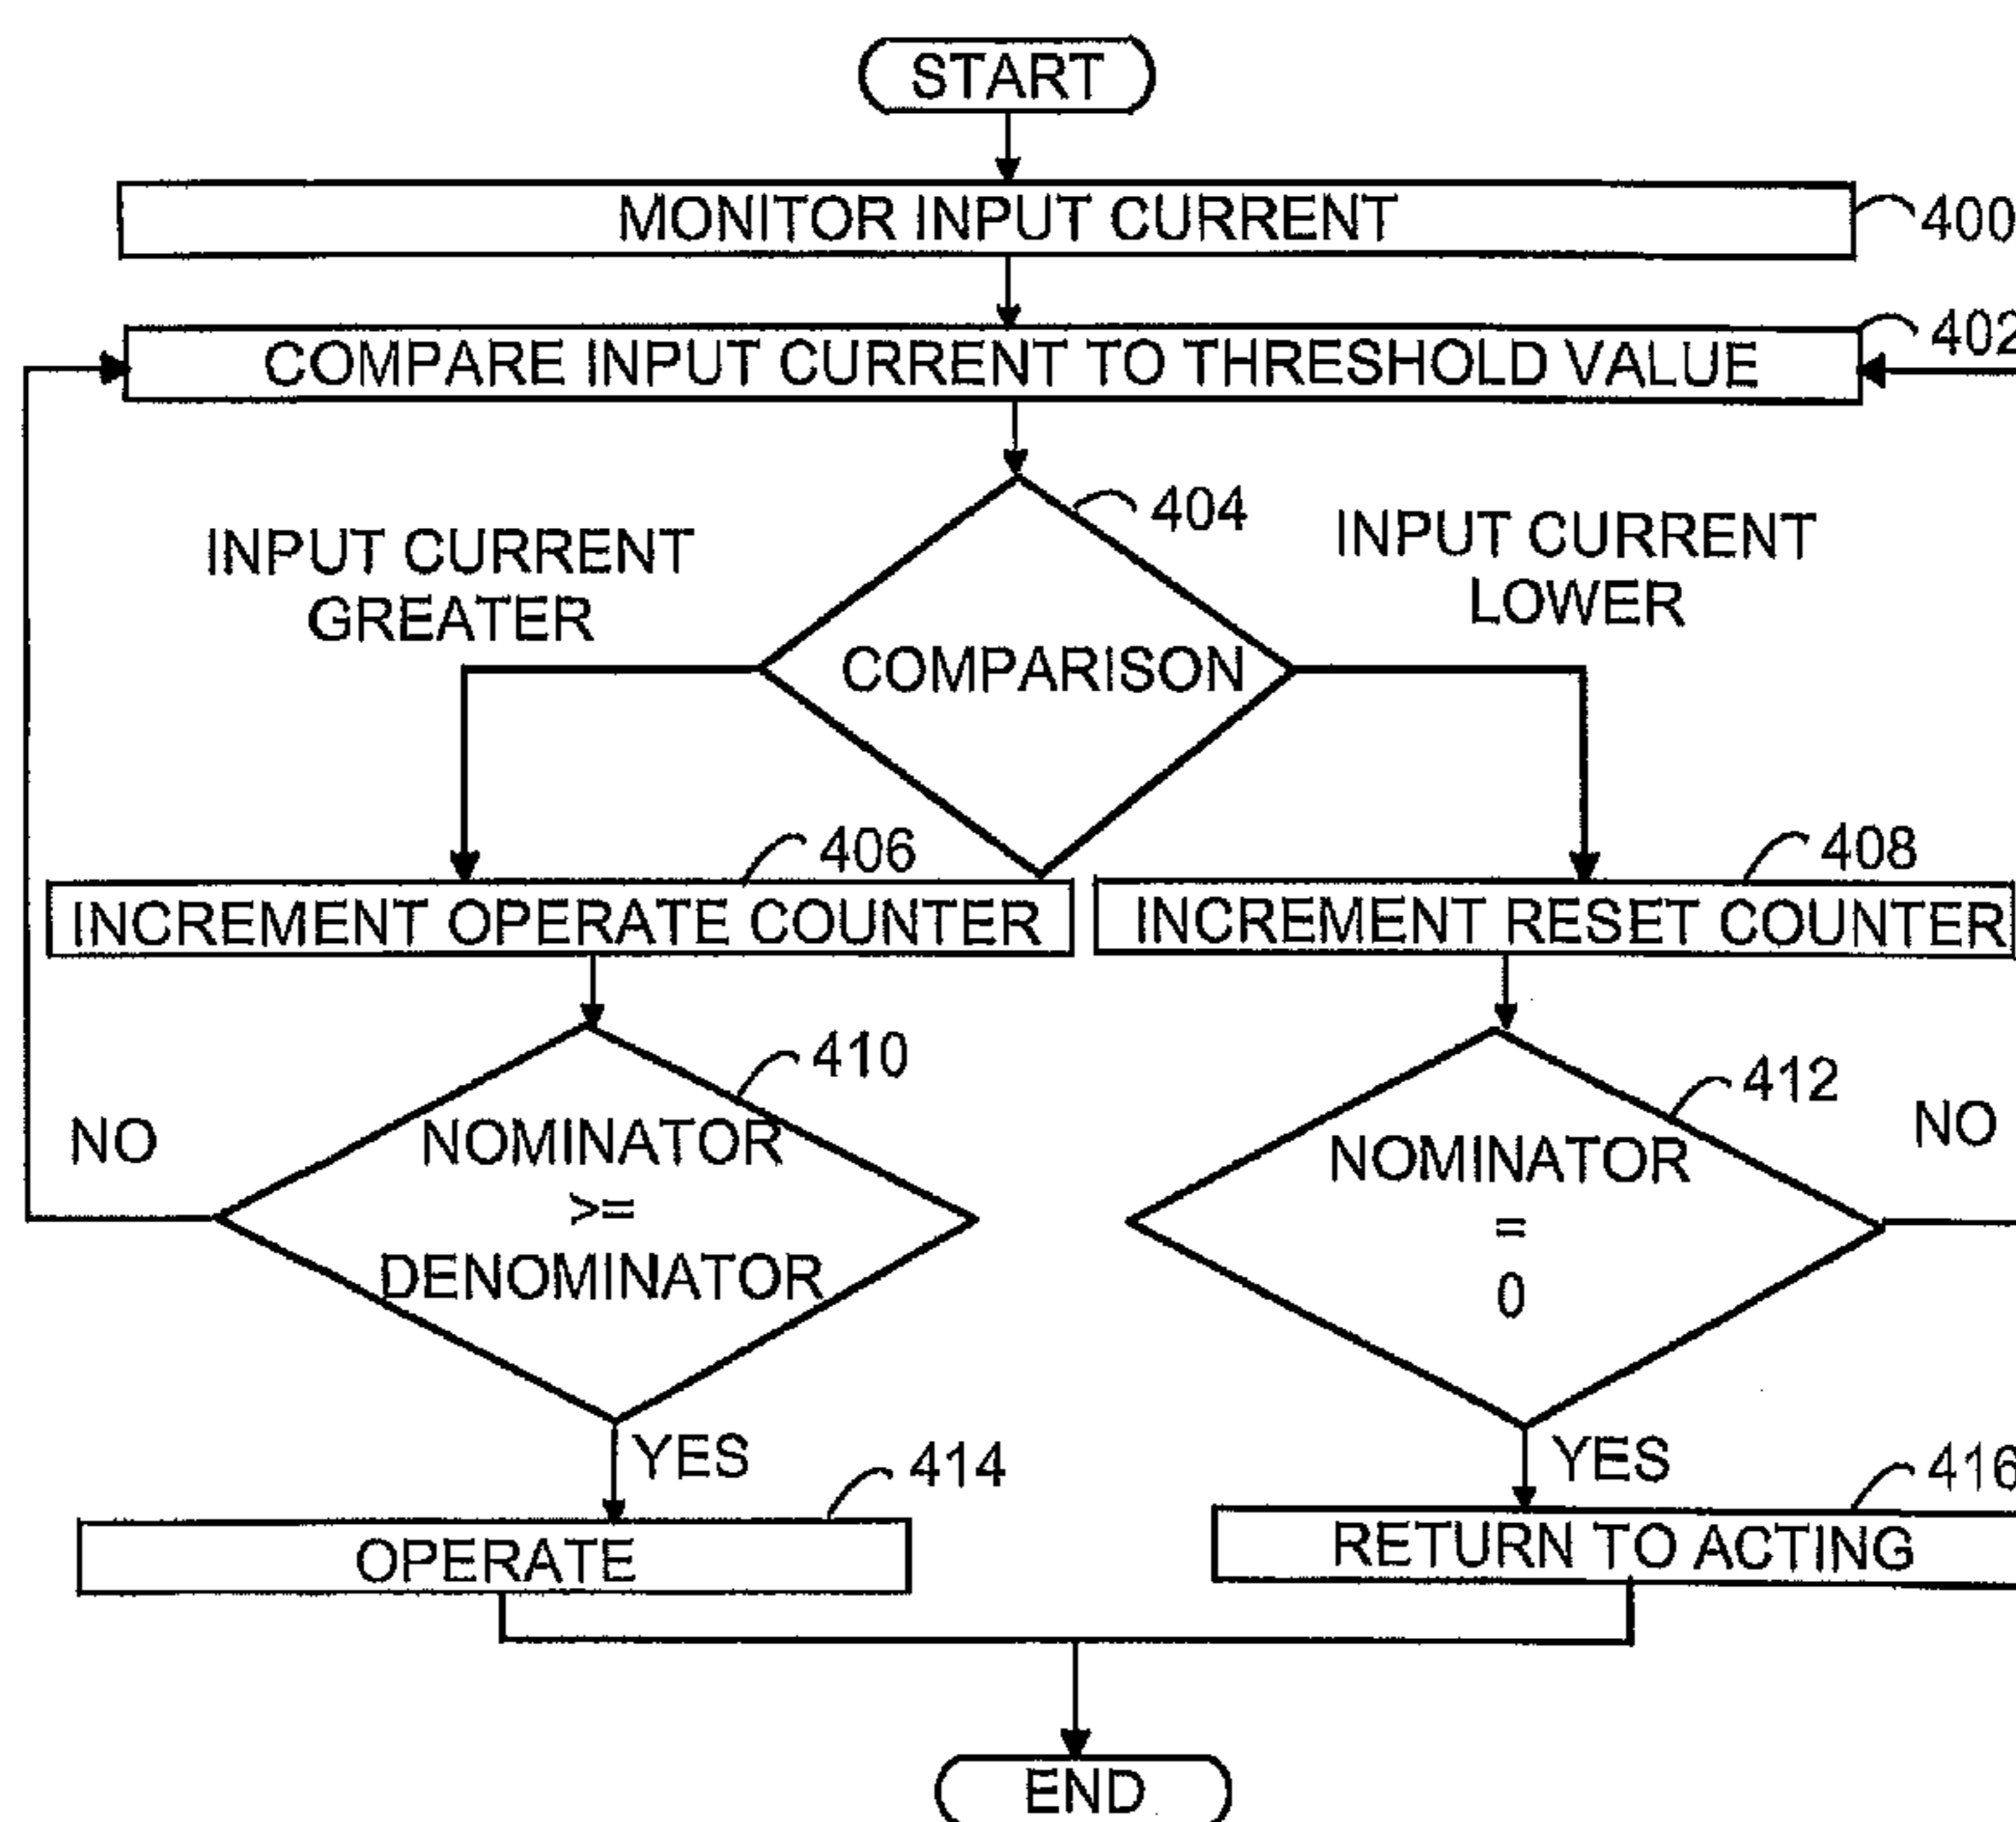 START
MONITOR INPUT CURRENT
400
COMPARE INPUT CURRENT TO THRESHOLD VALUE
402
404
INPUT CURRENT
GREATER
INPUT CURRENT
LOWER
COMPARISON
406
408
INCREMENT OPERATE COUNTER
INCREMENT RESET COUNTER
410
412
NO
NOMINATOR
>=
DENOMINATOR
NOMINATOR
=
0
NO
YES
414
YES
416
OPERATE
RETURN TO ACTING
END